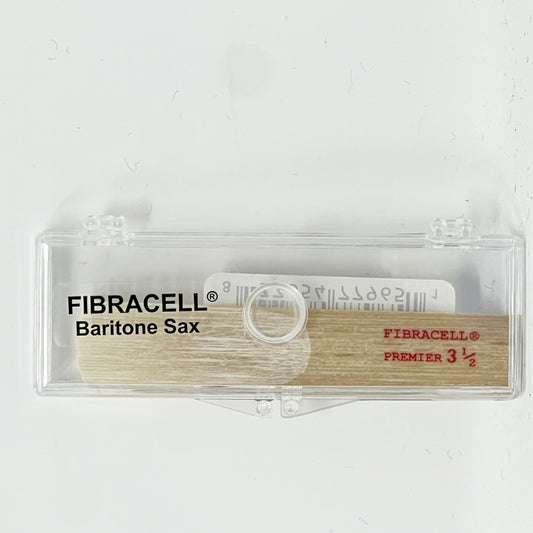 FIBRACELL®
Baritone Sax
FIBRACELL®
PREMIER 3 ½